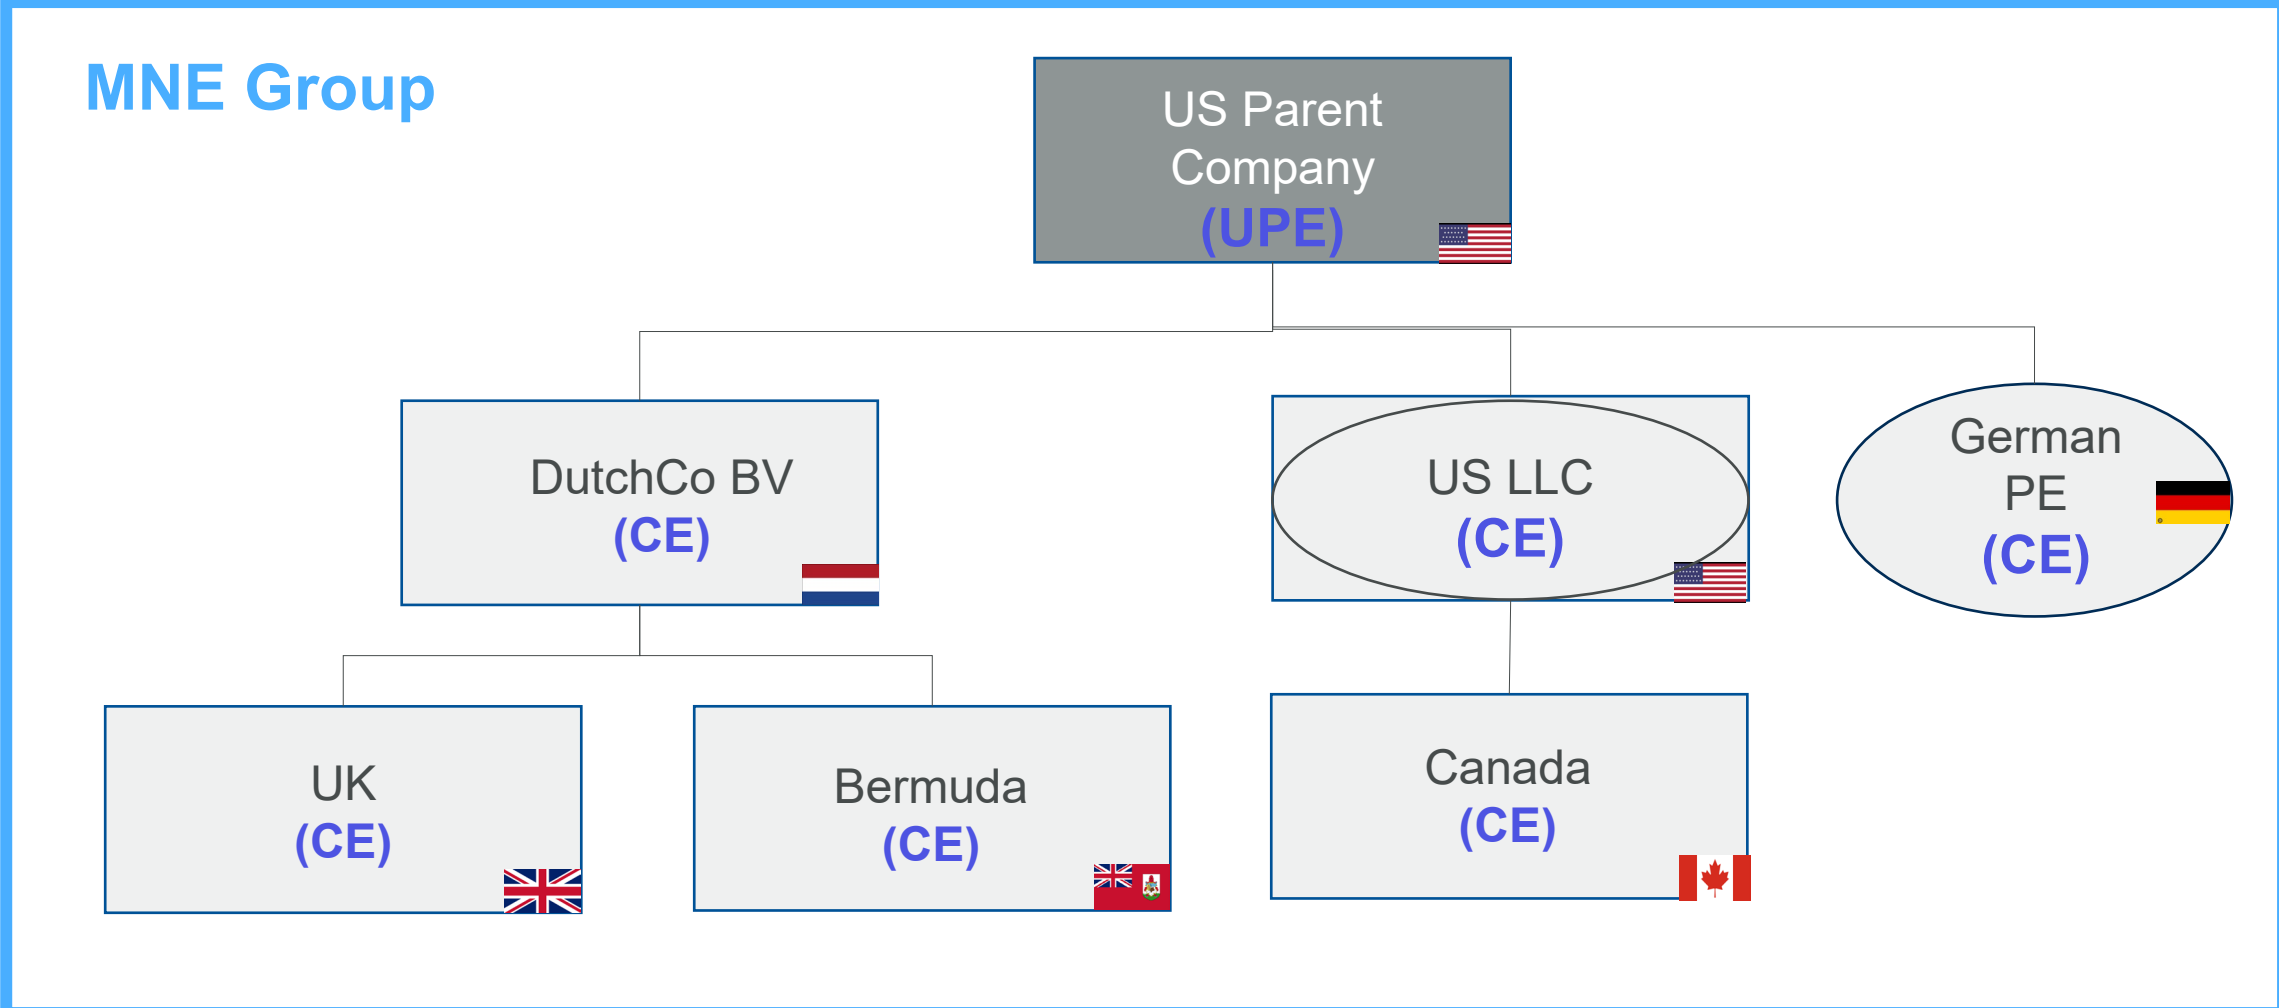 MNE Group
US Parent
Company
(UPE)
DutchCo BV
(CE)
US LLC
(CE)
German
PE
(CE)
UK
(CE)
Bermuda
(CE)
Canada
(CE)